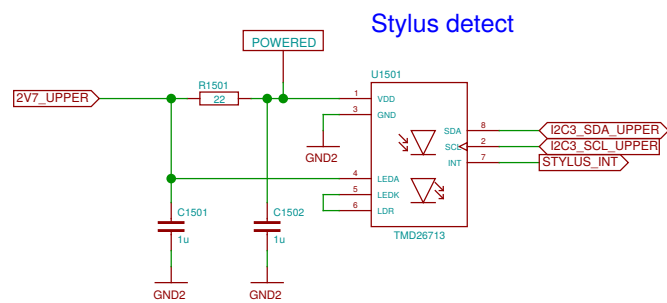 Stylus detect
POWERED
U1501
R1501
2V7_UPPER
22
1
VDD
3
GND
SDA
8
I2C3_SDA_UPPER
SCL
2
I2C3_SCL_UPPER
INT
7
STYLUS_INT
GND2
4
LEDA
5
LEDK
6
LDR
C1501
1u
C1502
1u
TMD26713
GND2
GND2